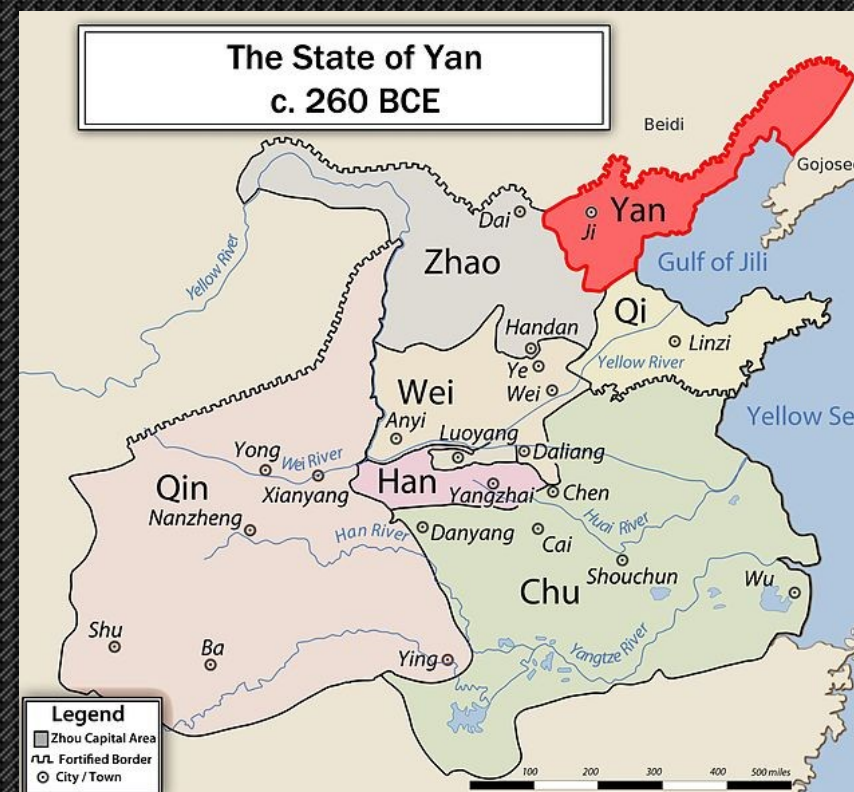 The State of Yan
c. 260 BCE
Beidi
Gojose
Yan
Ji
Dai
Zhao
Gulf of Jili
Yellow River
Qi
Linzi
Handan
Ye
Yellow River
Wei
Wei
Anyi
Yellow Se
Luoyang
Daliang
Yong
Wei River
Xianyang
Qin
Han
Yangzhai
Chen
Nanzheng
Han River
Danyang
Cai
Huai River
Shouchun
Chu
Wu
Shu
Ba
Ying
Yangtze River
Legend
Zhou Capital Area
Fortified Border
City / Town
100 200 300 400 500 miles